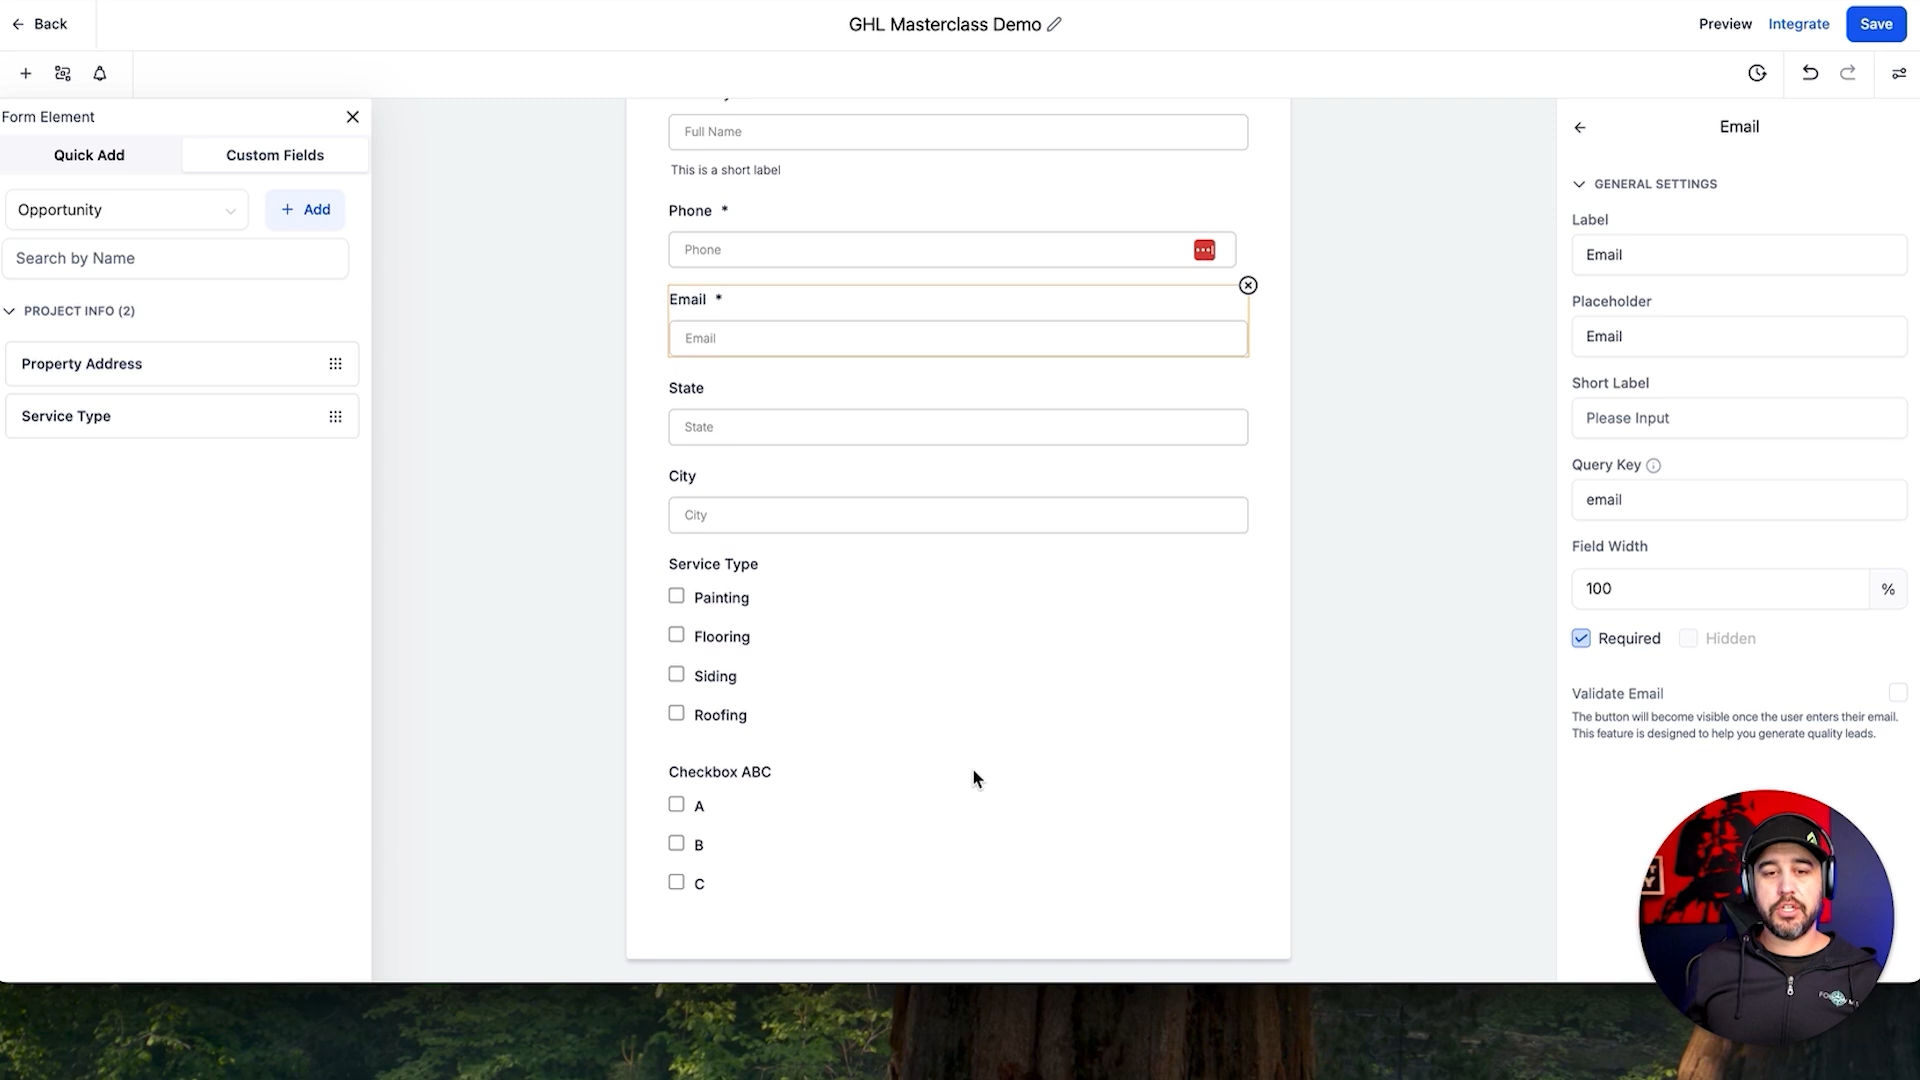 Back
GHL Masterclass Demo
Preview
Integrate
Save
Form Element
Quick Add
Custom Fields
Opportunity
+ Add
Search by Name
PROJECT INFO (2)
Property Address
Service Type
Full Name
This is a short label
Phone *
Phone
Email *
Email
State
State
City
City
Service Type
Painting
Flooring
Siding
Roofing
Checkbox ABC
A
B
C
Email
GENERAL SETTINGS
Label
Email
Placeholder
Email
Short Label
Please Input
Query Key
email
Field Width
100
%
Required
Hidden
Validate Email
The button will become visible once the user enters their email.
This feature is designed to help you generate quality leads.